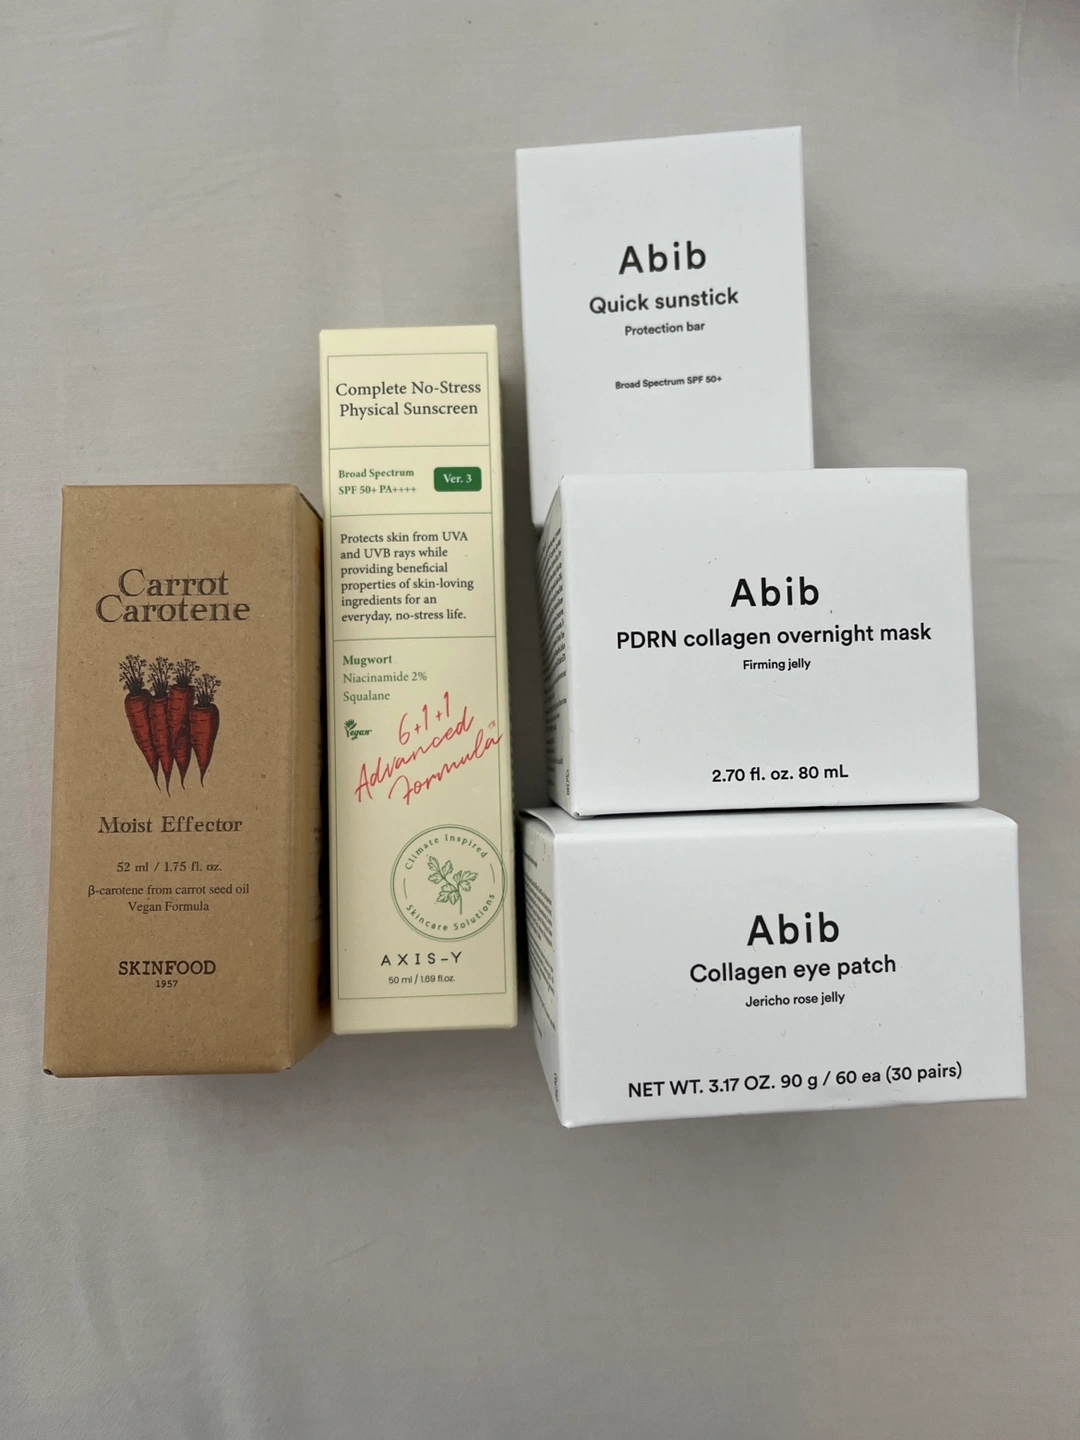 Carrot
Carotene
Moist Effector
52 ml / 1.75 fl. oz.
β-carotene from carrot seed oil
Vegan Formula
SKINFOOD
1957
Complete No-Stress
Physical Sunscreen
Broad Spectrum
SPF 50+ PA++++
Ver. 3
Protects skin from UVA
and UVB rays while
providing beneficial
properties of skin-loving
ingredients for an
everyday, no-stress life.
Mugwort
Niacinamide 2%
Squalane
Vegan
6+1+1
Advanced
Formula™
Climate Inspired
Skincare Solutions
AXIS-Y
50 ml / 1.69 fl.oz.
Abib
Quick sunstick
Protection bar
Broad Spectrum SPF 50+
Abib
PDRN collagen overnight mask
Firming jelly
2.70 fl. oz. 80 mL
Abib
Collagen eye patch
Jericho rose jelly
NET WT. 3.17 OZ. 90 g / 60 ea (30 pairs)